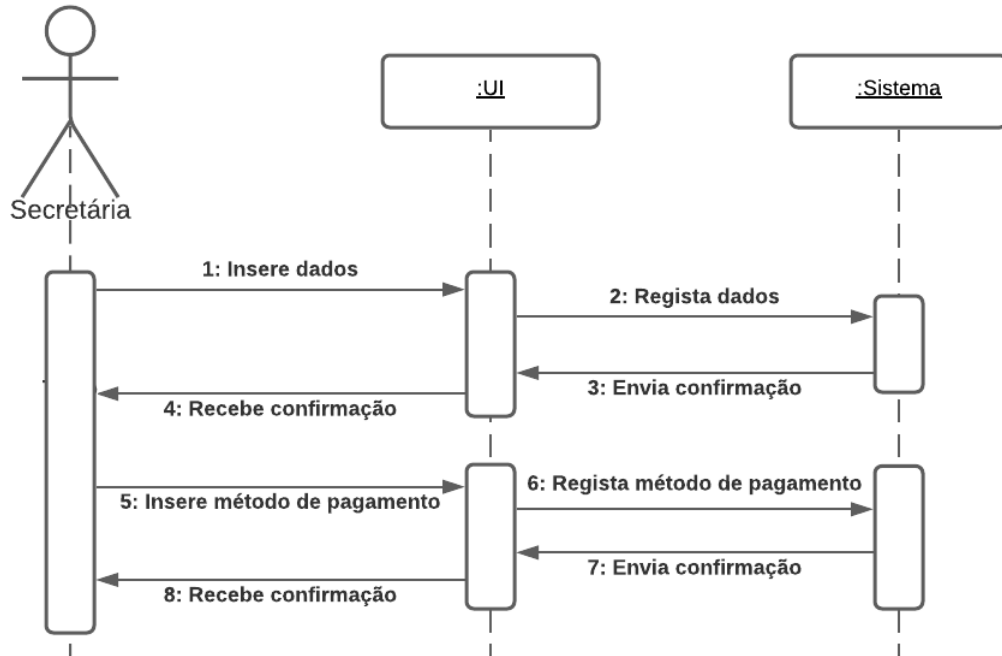 :UI
:Sistema
Secretária
1: Insere dados
2: Regista dados
3: Envia confirmação
4: Recebe confirmação
5: Insere método de pagamento
6: Regista método de pagamento
7: Envia confirmação
8: Recebe confirmação